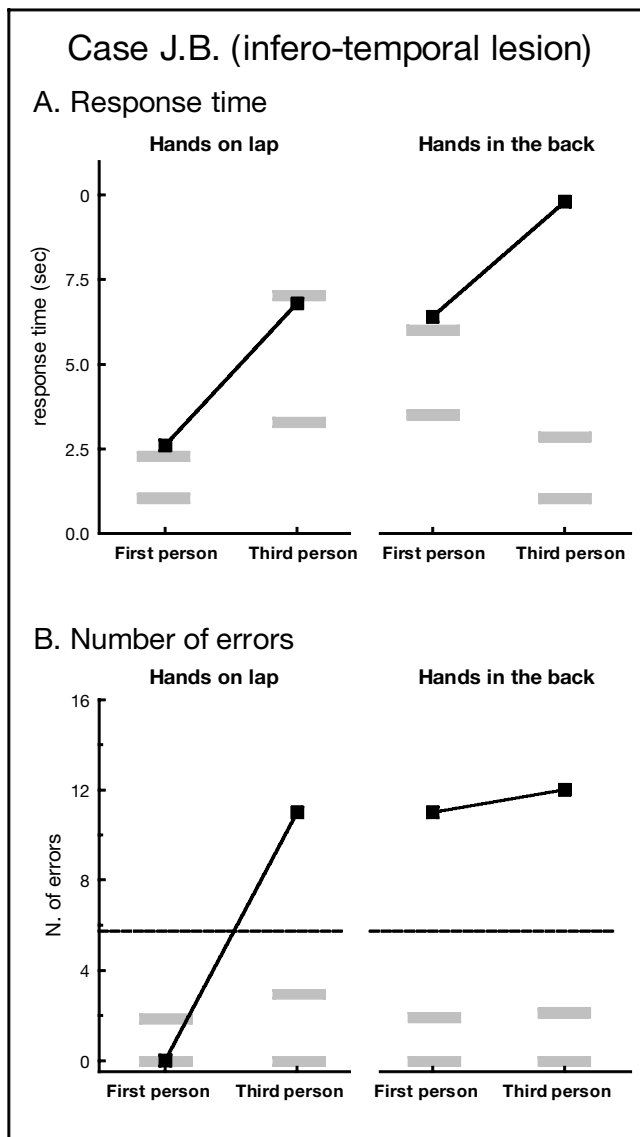 Case J.B. (infero-temporal lesion)
A. Response time
Hands on lap
Hands in the back
response time (sec)
0
7.5
5.0
2.5
0.0
First person
Third person
First person
Third person
B. Number of errors
Hands on lap
Hands in the back
N. of errors
16
12
8
4
0
First person
Third person
First person
Third person